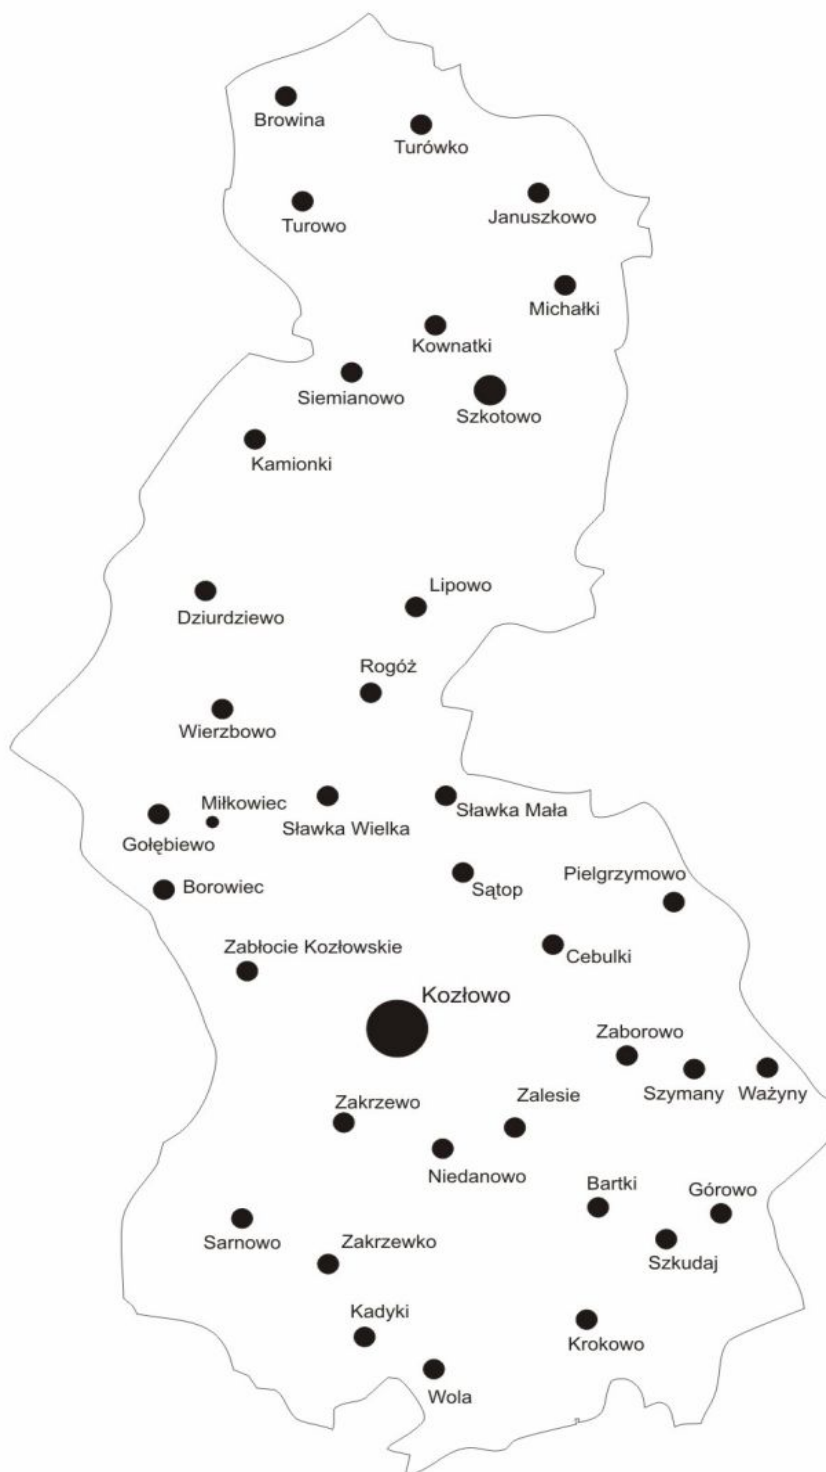 Browina
Turówko
Januszkowo
Turowo
Michałki
Kownatki
Siemianowo
Szkotowo
Kamionki
Lipowo
Dziurdziewo
Rogóż
Wierzbowo
Miłkowiec
Sławka Mała
Sławka Wielka
Gołębiewo
Pielgrzymowo
Borowiec
Sątop
Zabłocie Kozłowskie
Cebulki
Kozłowo
Zaborowo
Szymany
Ważyny
Zalesie
Zakrzewo
Niedanowo
Bartki
Górowo
Sarnowo
Zakrzewko
Szkudaj
Kadyki
Krokowo
Wola